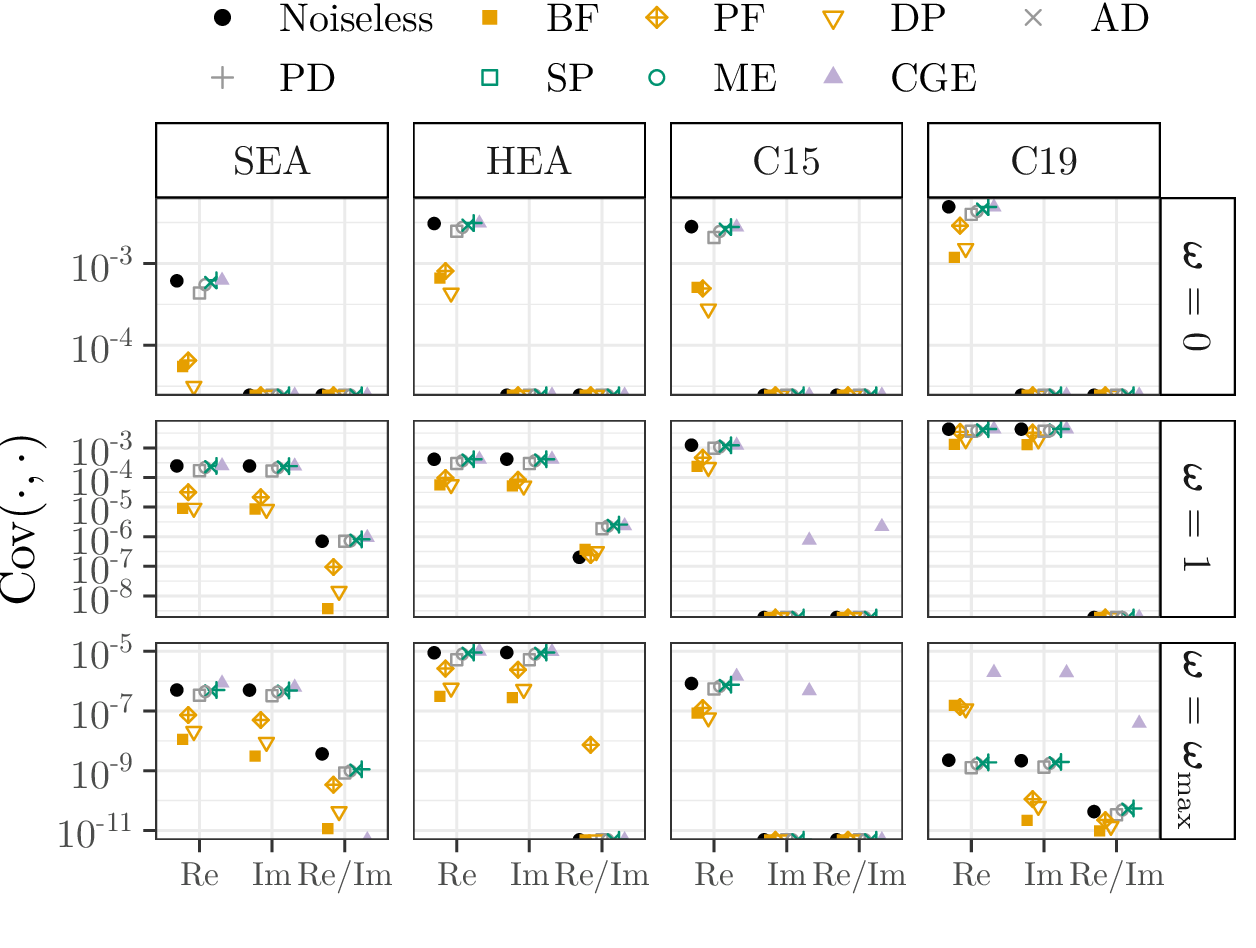 Noiseless BF PF DP AD
PD SP ME CGE
SEA HEA C15 C19
10⁻³
10⁻⁴
ε = 0
Cov(·, ·)
10⁻³
10⁻⁴
10⁻⁵
10⁻⁶
10⁻⁷
10⁻⁸
ε = 1
10⁻⁵
10⁻⁷
10⁻⁹
10⁻¹¹
ε = ε_max
Re Im Re/Im Re Im Re/Im Re Im Re/Im Re Im Re/Im